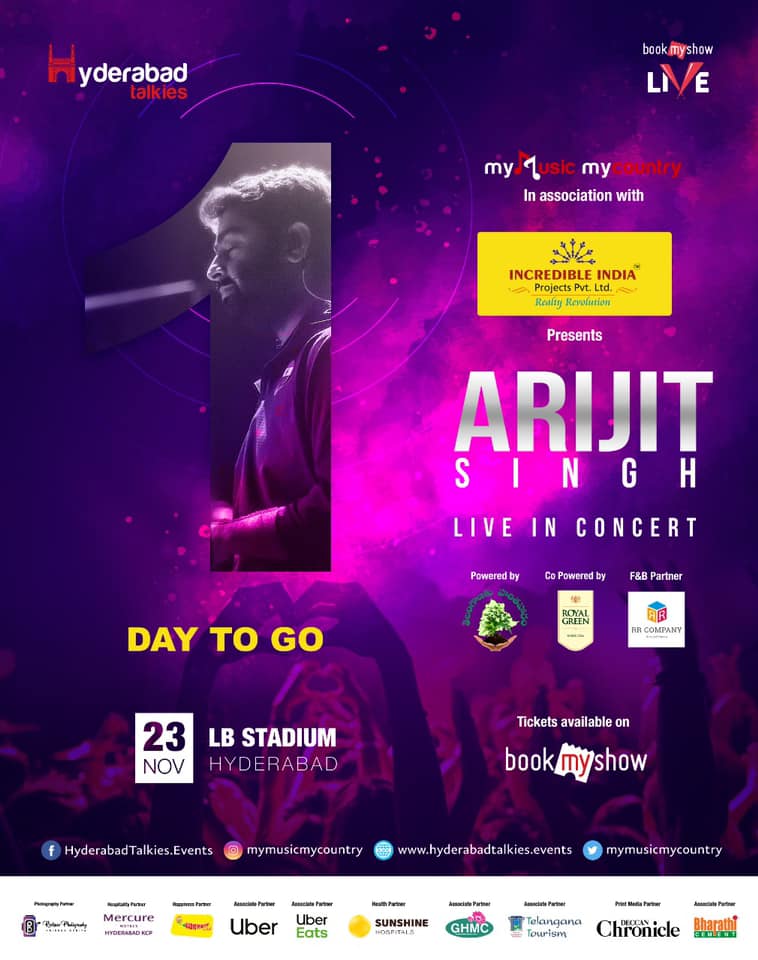 Hyderabad
talkies
book my show
LIVE
my Music mycountry
In association with
INCREDIBLE INDIA
Projects Pvt. Ltd.
Realty Revolution
Presents
ARIJIT
SINGH
LIVE IN CONCERT
1
DAY TO GO
Powered by
Co Powered by
F&B Partner
ROYAL
GREEN
RR COMPANY
23
NOV
LB STADIUM
HYDERABAD
Tickets available on
book my show
HyderabadTalkies.Events
mymusicmycountry
www.hyderabadtalkies.events
mymusicmycountry
Photography Partner
Hospitality Partner
Happiness Partner
Associate Partner
Associate Partner
Health Partner
Associate Partner
Associate Partner
Print Media Partner
Associate Partner
Mercure
HOTELS
HYDERABAD KCP
Uber
Uber
Eats
SUNSHINE
HOSPITALS
GHMC
Telangana
Tourism
DECCAN
Chronicle
Bharathi
CEMENT